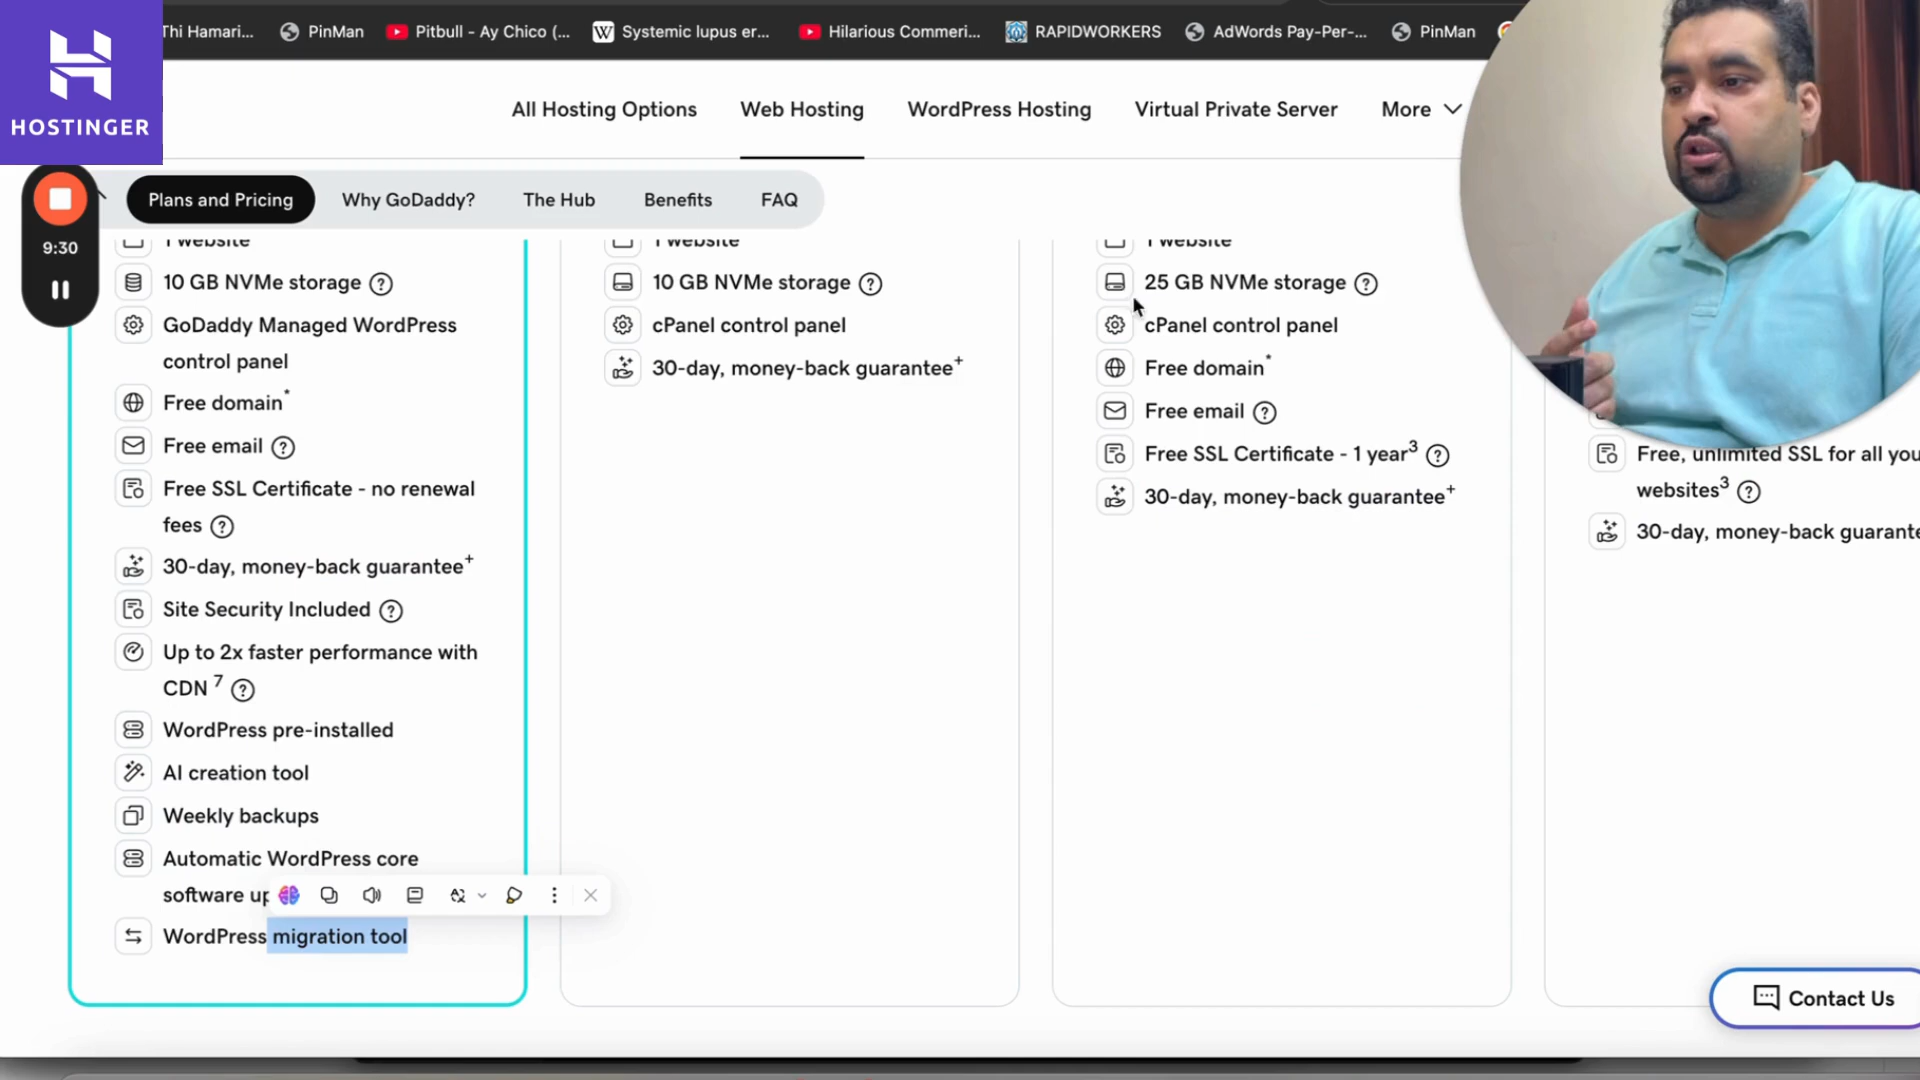 Thi Hamari...
PinMan
Pitbull - Ay Chico (...
Systemic lupus er...
Hilarious Commeri...
RAPIDWORKERS
AdWords Pay-Per-...
PinMan
HOSTINGER
All Hosting Options
Web Hosting
WordPress Hosting
Virtual Private Server
More
9:30
Plans and Pricing
Why GoDaddy?
The Hub
Benefits
FAQ
1 website
10 GB NVMe storage
GoDaddy Managed WordPress
control panel
Free domain*
Free email
Free SSL Certificate - no renewal
fees
30-day, money-back guarantee+
Site Security Included
Up to 2x faster performance with
CDN 7
WordPress pre-installed
AI creation tool
Weekly backups
Automatic WordPress core
software up
WordPress migration tool
1 website
10 GB NVMe storage
cPanel control panel
30-day, money-back guarantee+
1 website
25 GB NVMe storage
cPanel control panel
Free domain*
Free email
Free SSL Certificate - 1 year3
30-day, money-back guarantee+
Free, unlimited SSL for all you
websites3
30-day, money-back guarante
Contact Us